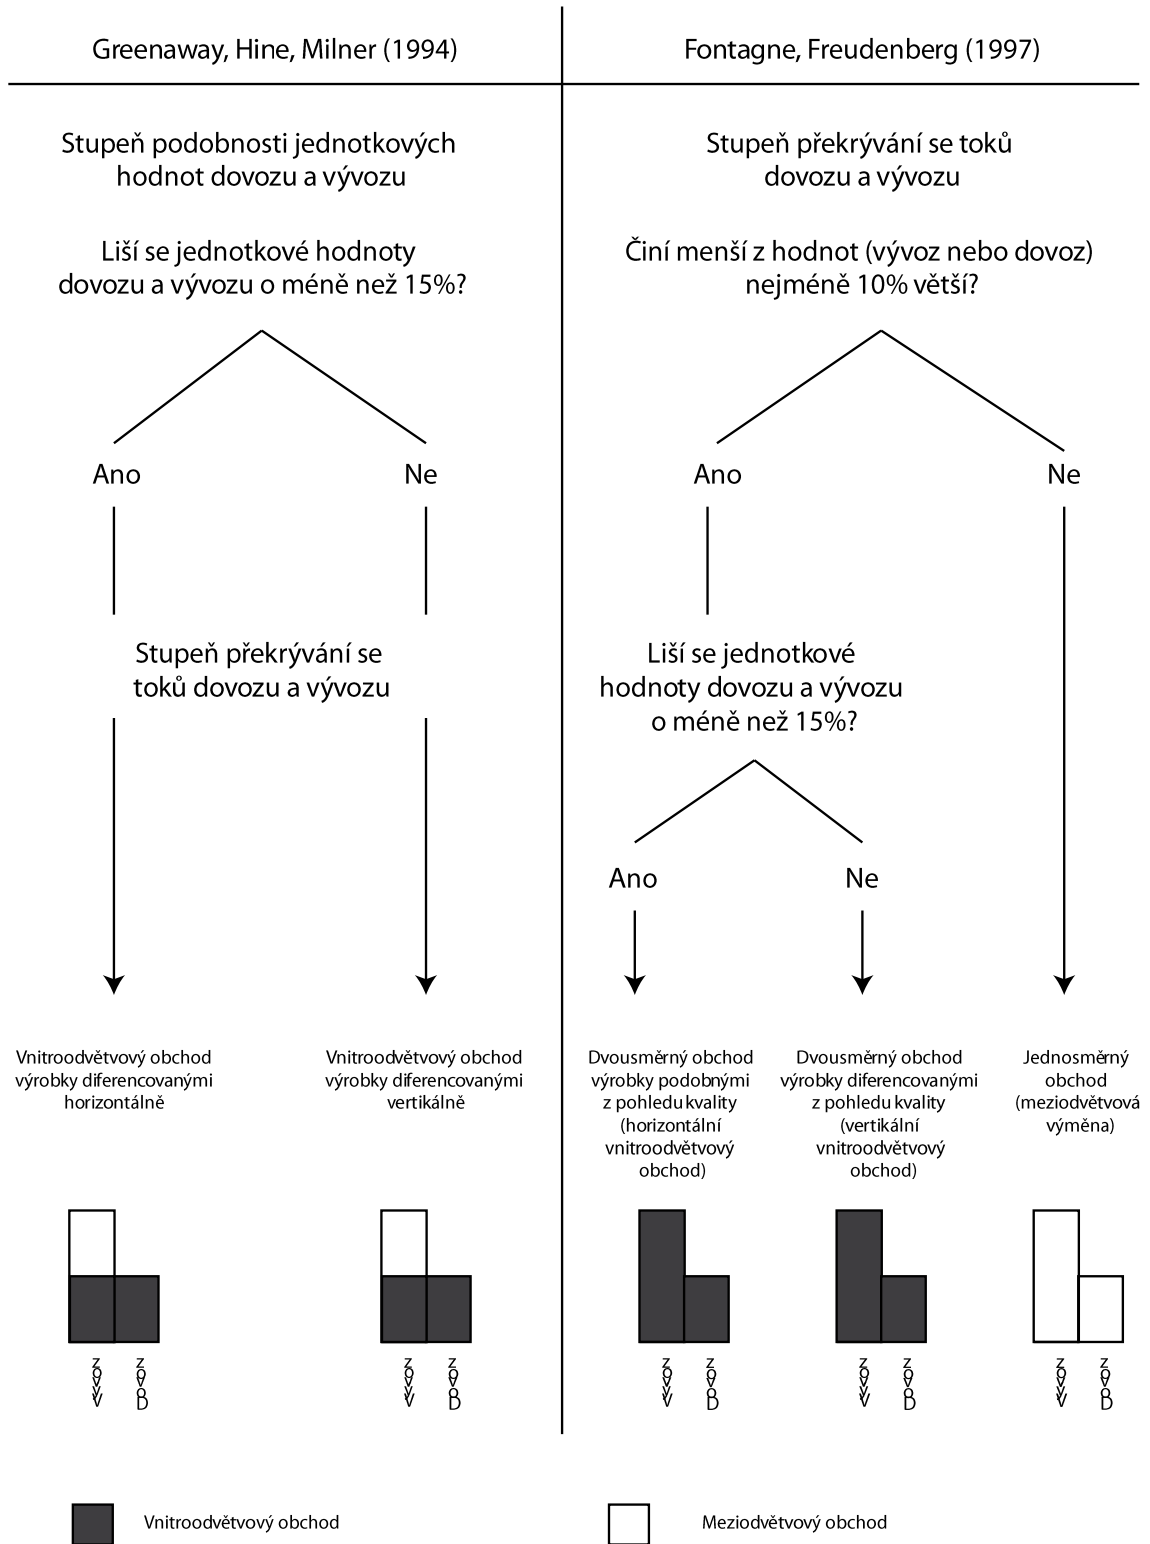 Greenaway, Hine, Milner (1994)
Stupeň podobnosti jednotkových
hodnot dovozu a vývozu
Liší se jednotkové hodnoty
dovozu a vývozu o méně než 15%?
Ano
Ne
Stupeň překrývání se
toků dovozu a vývozu
Vnitroodvětvový obchod
výrobky diferencovanými
horizontálně
Vnitroodvětvový obchod
výrobky diferencovanými
vertikálně
Vývoz
Dovoz
Vývoz
Dovoz
Fontagne, Freudenberg (1997)
Stupeň překrývání se toků
dovozu a vývozu
Činí menší z hodnot (vývoz nebo dovoz)
nejméně 10% větší?
Ano
Ne
Liší se jednotkové
hodnoty dovozu a vývozu
o méně než 15%?
Ano
Ne
Dvousměrný obchod
výrobky podobnými
z pohledu kvality
(horizontální
vnitroodvětvový
obchod)
Dvousměrný obchod
výrobky diferencovanými
z pohledu kvality
(vertikální
vnitroodvětvový
obchod)
Jednosměrný
obchod
(meziodvětvová
výměna)
Vývoz
Dovoz
Vývoz
Dovoz
Vývoz
Dovoz
Vnitroodvětvový obchod
Meziodvětvový obchod